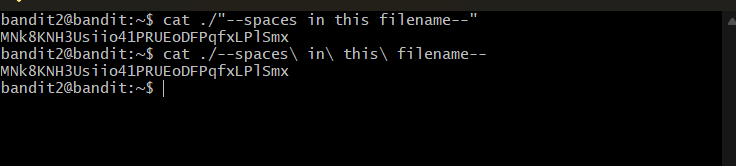 bandit2@bandit:~$ cat ./"--spaces in this filename--"
MNk8KNH3Usiio41PRUEoDFPqfxLPlSmx
bandit2@bandit:~$ cat ./--spaces\ in\ this\ filename--
MNk8KNH3Usiio41PRUEoDFPqfxLPlSmx
bandit2@bandit:~$